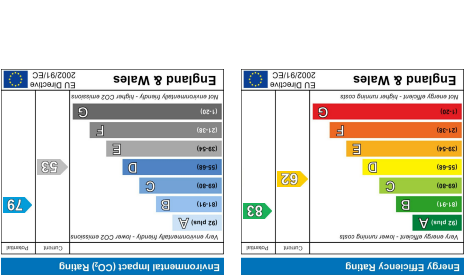 Energy Efficiency Rating
Current Potential
Very energy efficient - lower running costs
(92 plus) A
(81-91) B
(69-80) C
(55-68) D
(39-54) E
(21-38) F
(1-20) G
Not energy efficient - higher running costs
62
83
England & Wales
EU Directive
2002/91/EC
Environmental Impact (CO₂) Rating
Current Potential
Very environmentally friendly - lower CO2 emissions
(92 plus) A
(81-91) B
(69-80) C
(55-68) D
(39-54) E
(21-38) F
(1-20) G
Not environmentally friendly - higher CO2 emissions
53
79
England & Wales
EU Directive
2002/91/EC